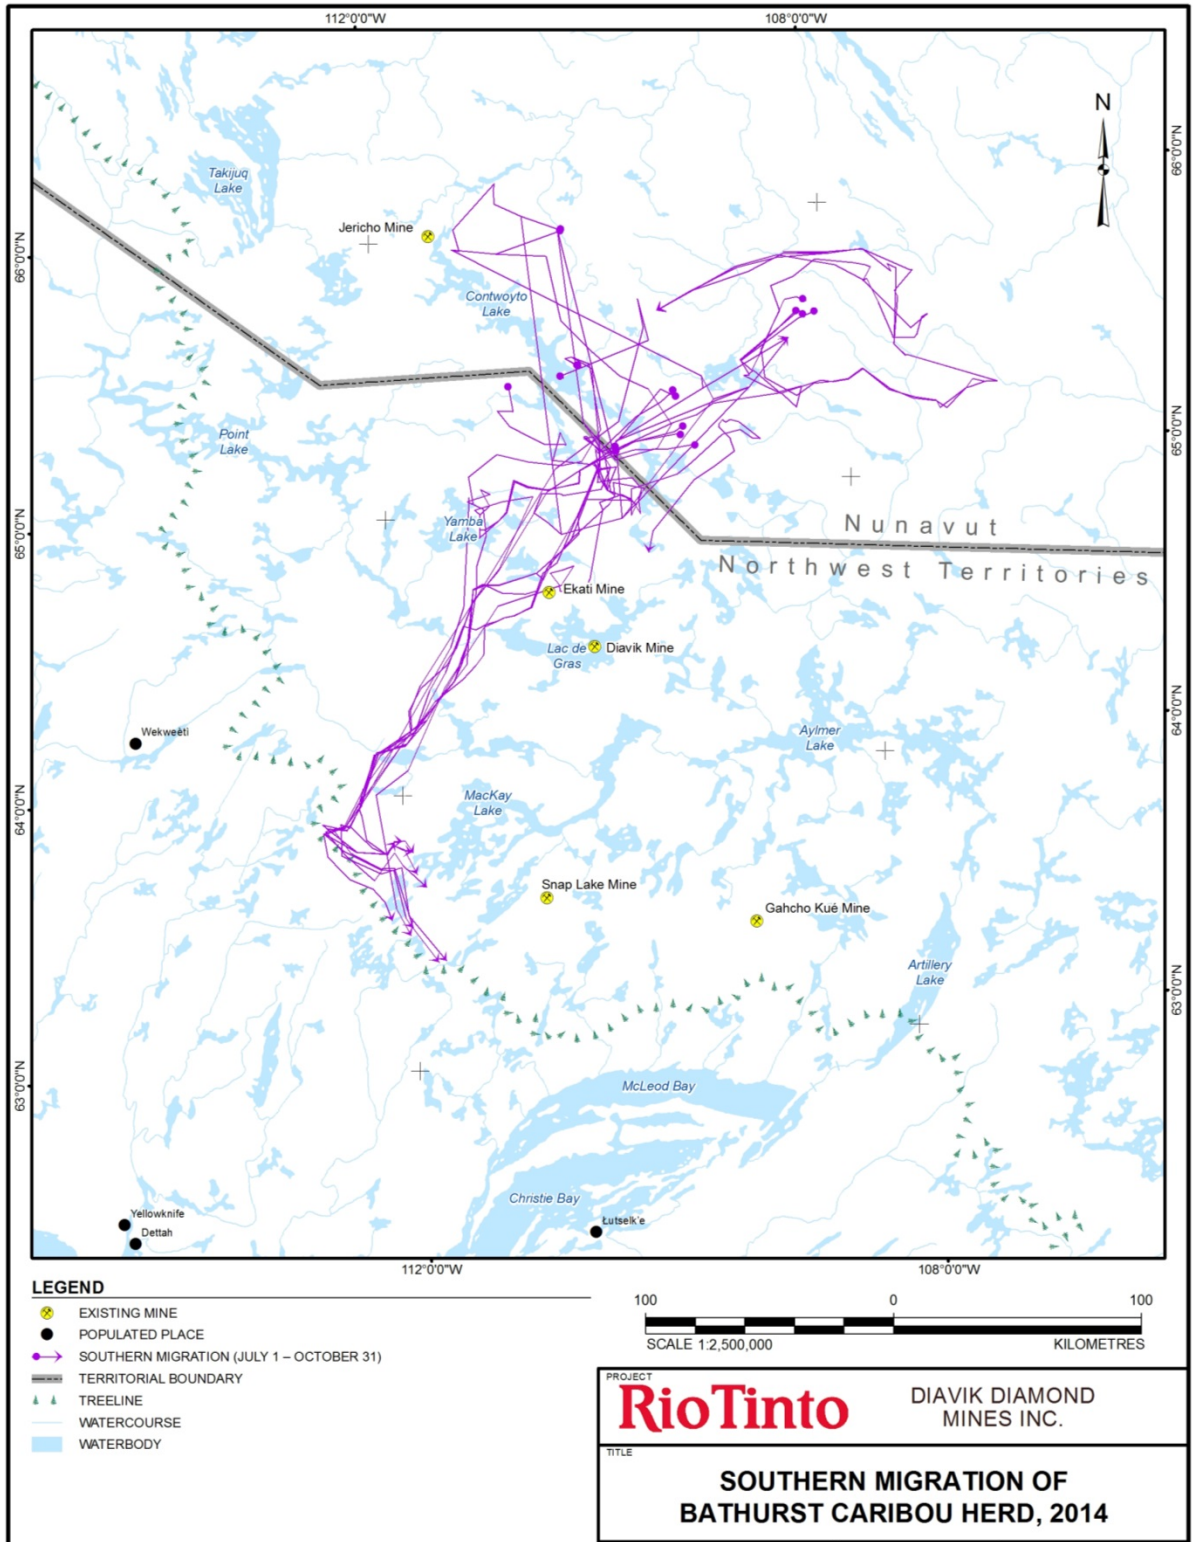 112°0'0"W
108°0'0"W
N
66°0'0"N
Takijuq
Lake
Jericho Mine
66°0'0"N
Contwoyto
Lake
Point
Lake
65°0'0"N
Yamba
Lake
65°0'0"N
Nunavut
Northwest Territories
Ekati Mine
Lac de
Gras
Diavik Mine
64°0'0"N
Wekweètì
Aylmer
Lake
MacKay
Lake
64°0'0"N
Snap Lake Mine
Gahcho Kué Mine
Artillery
Lake
63°0'0"N
63°0'0"N
McLeod Bay
Christie Bay
Yellowknife
Dettah
Łutselk'e
112°0'0"W
108°0'0"W
LEGEND
EXISTING MINE
POPULATED PLACE
SOUTHERN MIGRATION (JULY 1 – OCTOBER 31)
TERRITORIAL BOUNDARY
TREELINE
WATERCOURSE
WATERBODY
100 0 100
SCALE 1:2,500,000 KILOMETRES
PROJECT
RioTinto
DIAVIK DIAMOND
MINES INC.
TITLE
SOUTHERN MIGRATION OF
BATHURST CARIBOU HERD, 2014